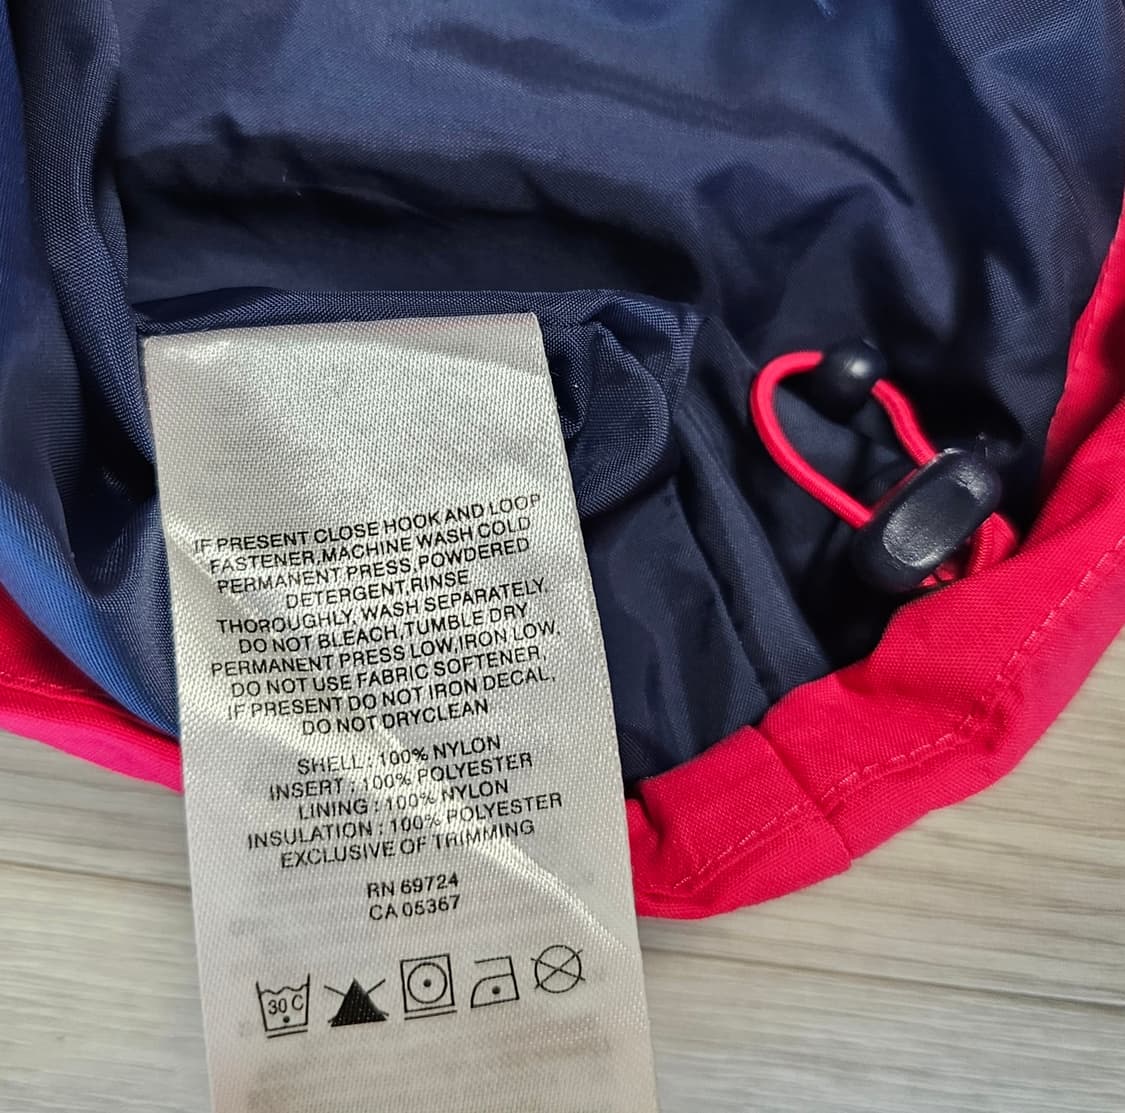 IF PRESENT CLOSE HOOK AND LOOP
FASTENER,MACHINE WASH COLD
PERMANENT PRESS,POWDERED
DETERGENT,RINSE
THOROUGHLY,WASH SEPARATELY,
DO NOT BLEACH,TUMBLE DRY
PERMANENT PRESS LOW,IRON LOW,
DO NOT USE FABRIC SOFTENER,
IF PRESENT DO NOT IRON DECAL,
DO NOT DRYCLEAN
SHELL : 100% NYLON
INSERT : 100% POLYESTER
LINING : 100% NYLON
INSULATION : 100% POLYESTER
EXCLUSIVE OF TRIMMING
RN 69724
CA 05367
30 C